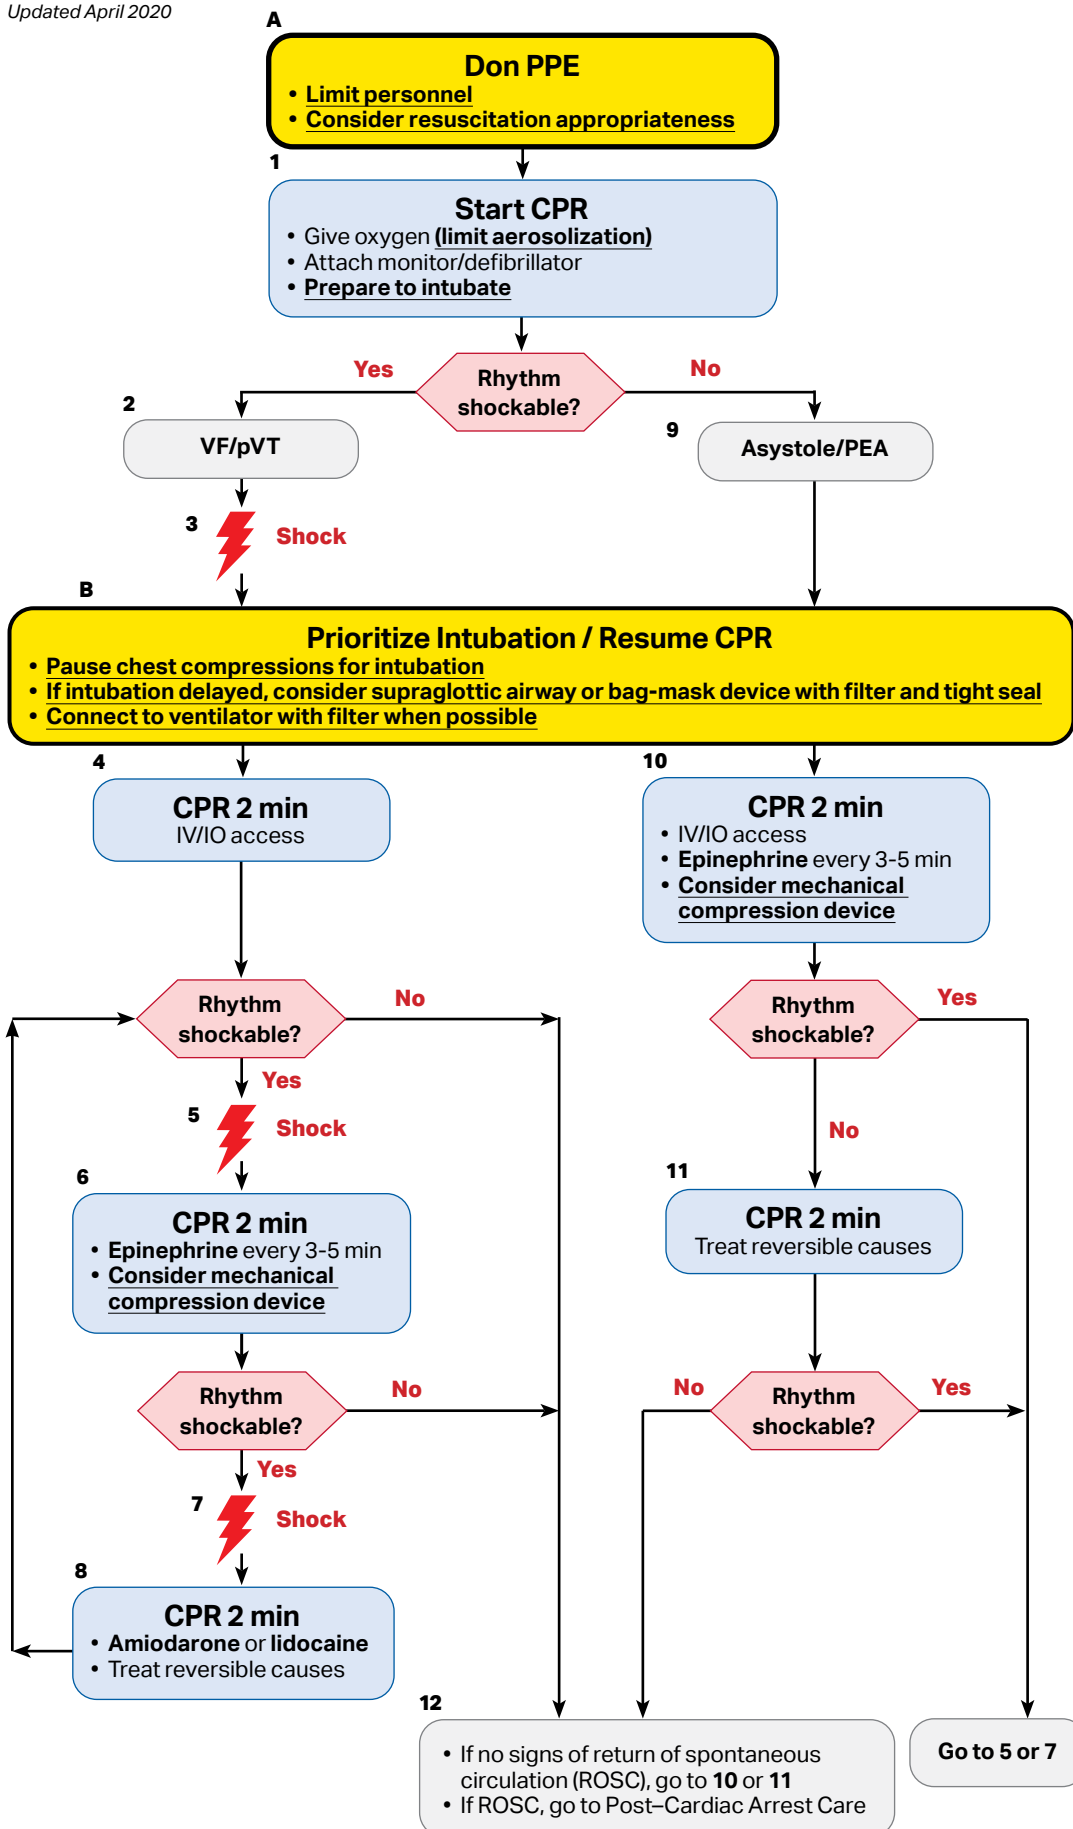 Updated April 2020
A
Don PPE
• Limit personnel
• Consider resuscitation appropriateness
1
Start CPR
• Give oxygen (limit aerosolization)
• Attach monitor/defibrillator
• Prepare to intubate
Yes
Rhythm
shockable?
No
2
VF/pVT
9
Asystole/PEA
3
Shock
B
Prioritize Intubation / Resume CPR
• Pause chest compressions for intubation
• If intubation delayed, consider supraglottic airway or bag-mask device with filter and tight seal
• Connect to ventilator with filter when possible
4
CPR 2 min
IV/IO access
10
CPR 2 min
• IV/IO access
• Epinephrine every 3-5 min
• Consider mechanical
compression device
Rhythm
shockable?
No
Yes
Rhythm
shockable?
Yes
No
5
Shock
6
CPR 2 min
• Epinephrine every 3-5 min
• Consider mechanical
compression device
11
CPR 2 min
Treat reversible causes
Rhythm
shockable?
No
Yes
No
Rhythm
shockable?
Yes
7
Shock
8
CPR 2 min
• Amiodarone or lidocaine
• Treat reversible causes
12
• If no signs of return of spontaneous
circulation (ROSC), go to 10 or 11
• If ROSC, go to Post–Cardiac Arrest Care
Go to 5 or 7